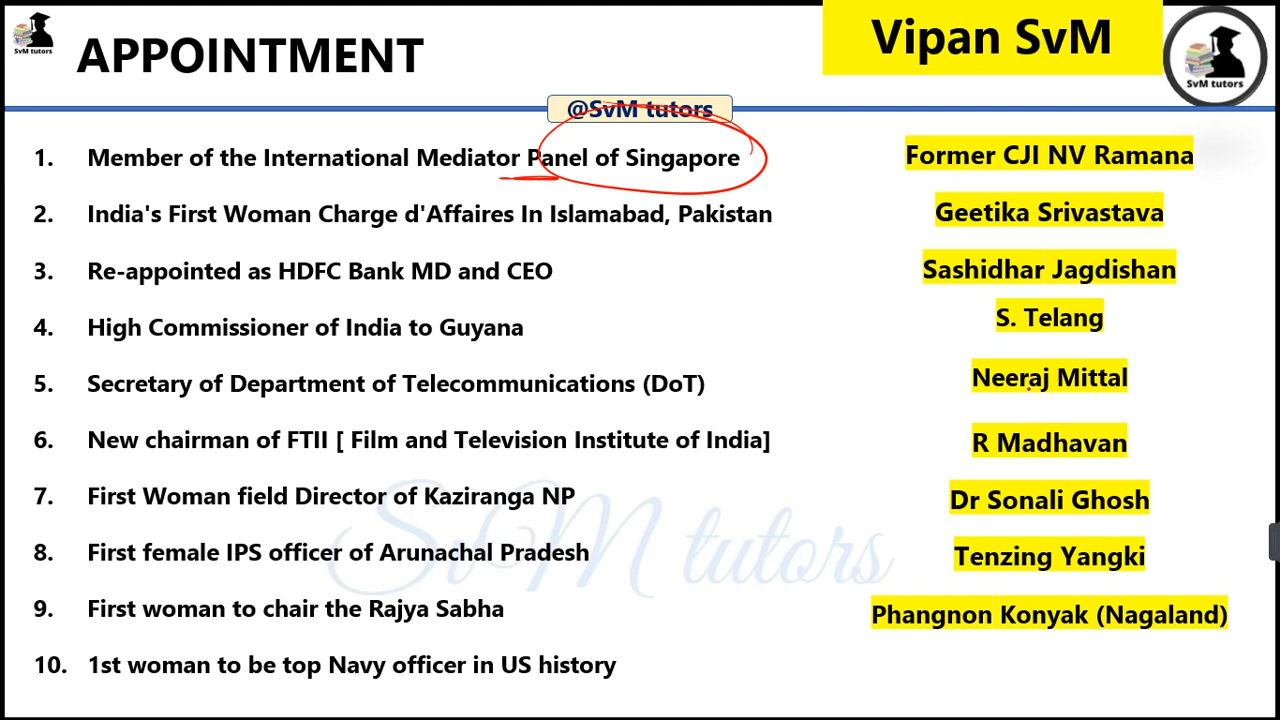 SvM tutors
APPOINTMENT
Vipan SvM
SvM tutors
@SvM tutors
1. Member of the International Mediator Panel of Singapore Former CJI NV Ramana
2. India's First Woman Charge d'Affaires In Islamabad, Pakistan Geetika Srivastava
3. Re-appointed as HDFC Bank MD and CEO Sashidhar Jagdishan
4. High Commissioner of India to Guyana S. Telang
5. Secretary of Department of Telecommunications (DoT) Neeraj Mittal
6. New chairman of FTII [ Film and Television Institute of India] R Madhavan
7. First Woman field Director of Kaziranga NP Dr Sonali Ghosh
8. First female IPS officer of Arunachal Pradesh Tenzing Yangki
SvM tutors
9. First woman to chair the Rajya Sabha Phangnon Konyak (Nagaland)
10. 1st woman to be top Navy officer in US history